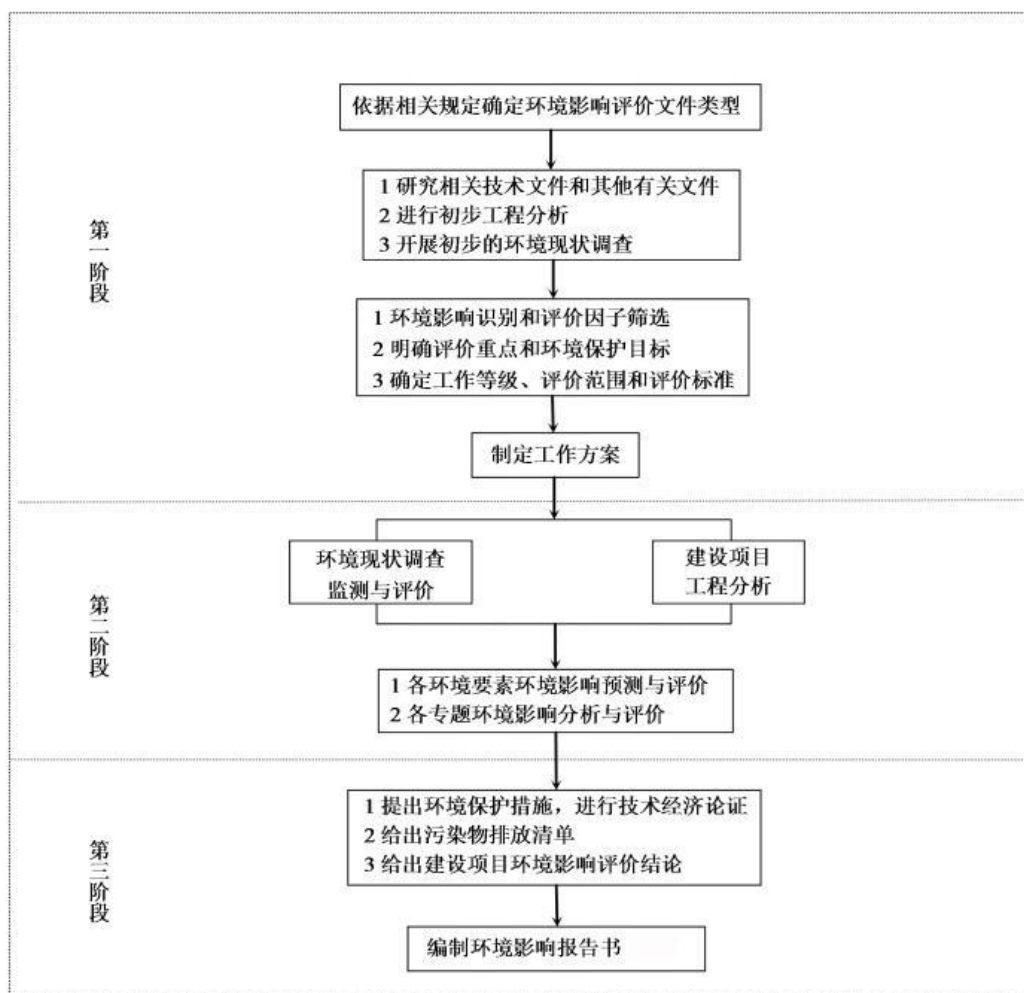 依据相关规定确定环境影响评价文件类型
1 研究相关技术文件和其他有关文件
2 进行初步工程分析
3 开展初步的环境现状调查
第一阶段
1 环境影响识别和评价因子筛选
2 明确评价重点和环境保护目标
3 确定工作等级、评价范围和评价标准
制定工作方案
环境现状调查
监测与评价
建设项目
工程分析
第二阶段
1 各环境要素环境影响预测与评价
2 各专题环境影响分析与评价
1 提出环境保护措施，进行技术经济论证
2 给出污染物排放清单
3 给出建设项目环境影响评价结论
第三阶段
编制环境影响报告书